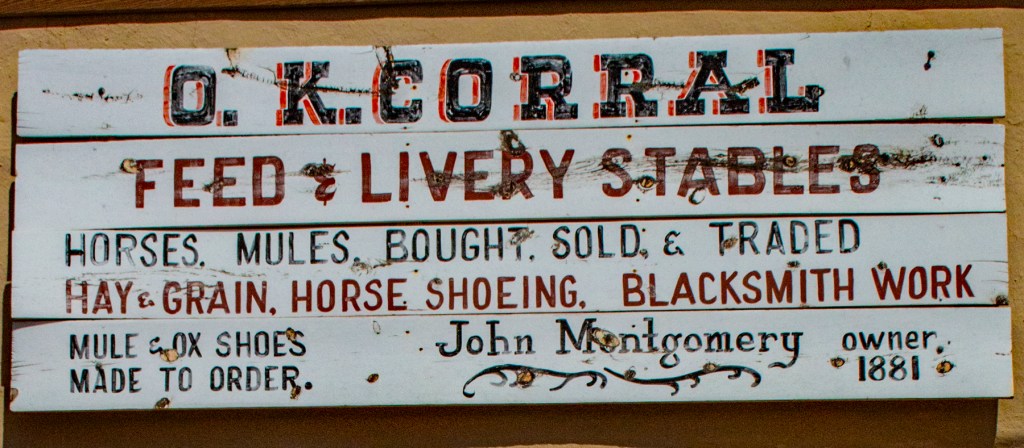 O.K. CORRAL
FEED & LIVERY STABLES
HORSES. MULES. BOUGHT. SOLD, & TRADED
HAY & GRAIN, HORSE SHOEING, BLACKSMITH WORK
MULE & OX SHOES
MADE TO ORDER.
John Montgomery owner.
1881